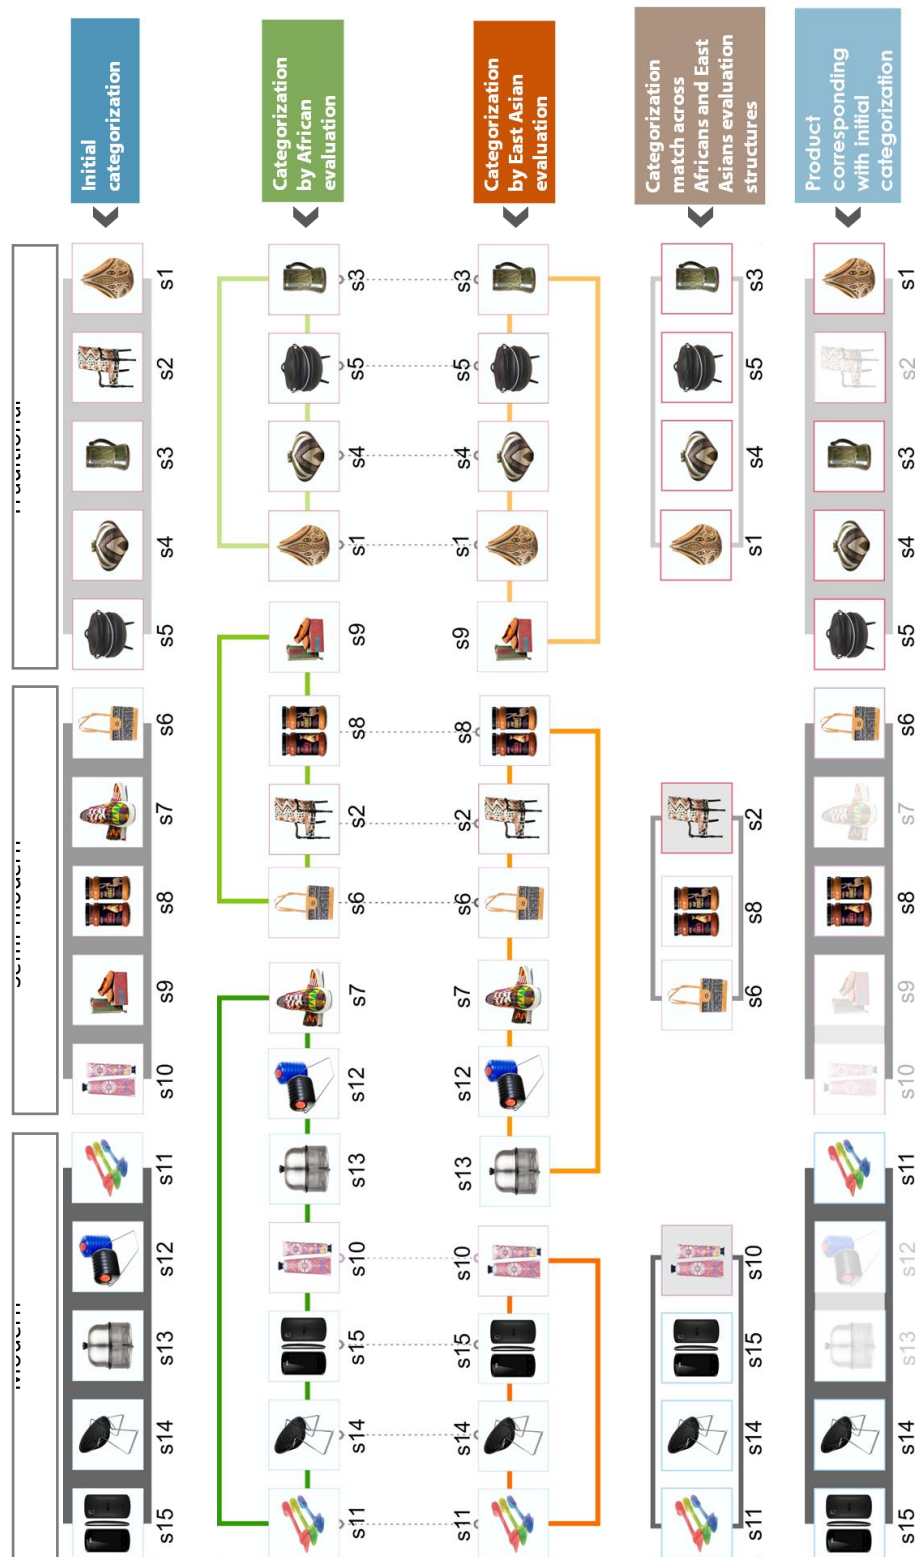 Modern
Semi-modern
Traditional
Initial
categorization
s15 s14 s13 s12 s11 s10 s9 s8 s7 s6 s5 s4 s3 s2 s1
Categorization
by African
evaluation
s11 s14 s15 s10 s13 s12 s7 s6 s2 s8 s9 s1 s4 s5 s3
Categorization
by East Asian
evaluation
s11 s14 s15 s10 s13 s12 s7 s6 s2 s8 s9 s1 s4 s5 s3
Categorization
match across
Africans and East
Asians evaluation
structures
s11 s14 s15 s10 s6 s8 s2 s1 s4 s5 s3
Product
corresponding
with initial
categorization
s15 s14 s13 s12 s11 s10 s9 s8 s7 s6 s5 s4 s3 s2 s1